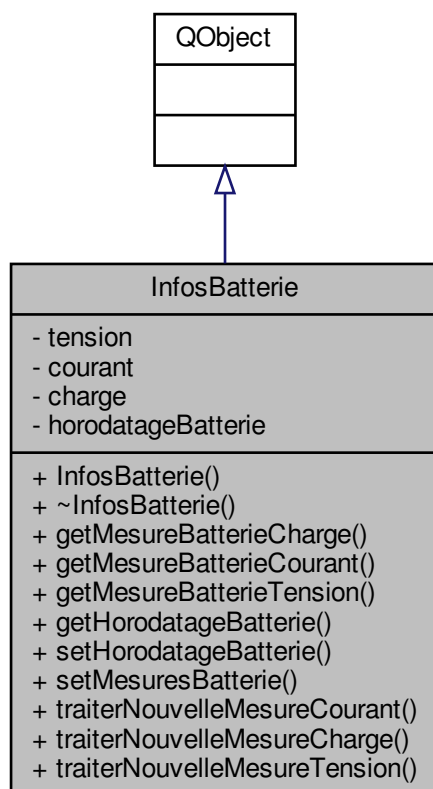 QObject
InfosBatterie
- tension
- courant
- charge
- horodatageBatterie
+ InfosBatterie()
+ ~InfosBatterie()
+ getMesureBatterieCharge()
+ getMesureBatterieCourant()
+ getMesureBatterieTension()
+ getHorodatageBatterie()
+ setHorodatageBatterie()
+ setMesuresBatterie()
+ traiterNouvelleMesureCourant()
+ traiterNouvelleMesureCharge()
+ traiterNouvelleMesureTension()